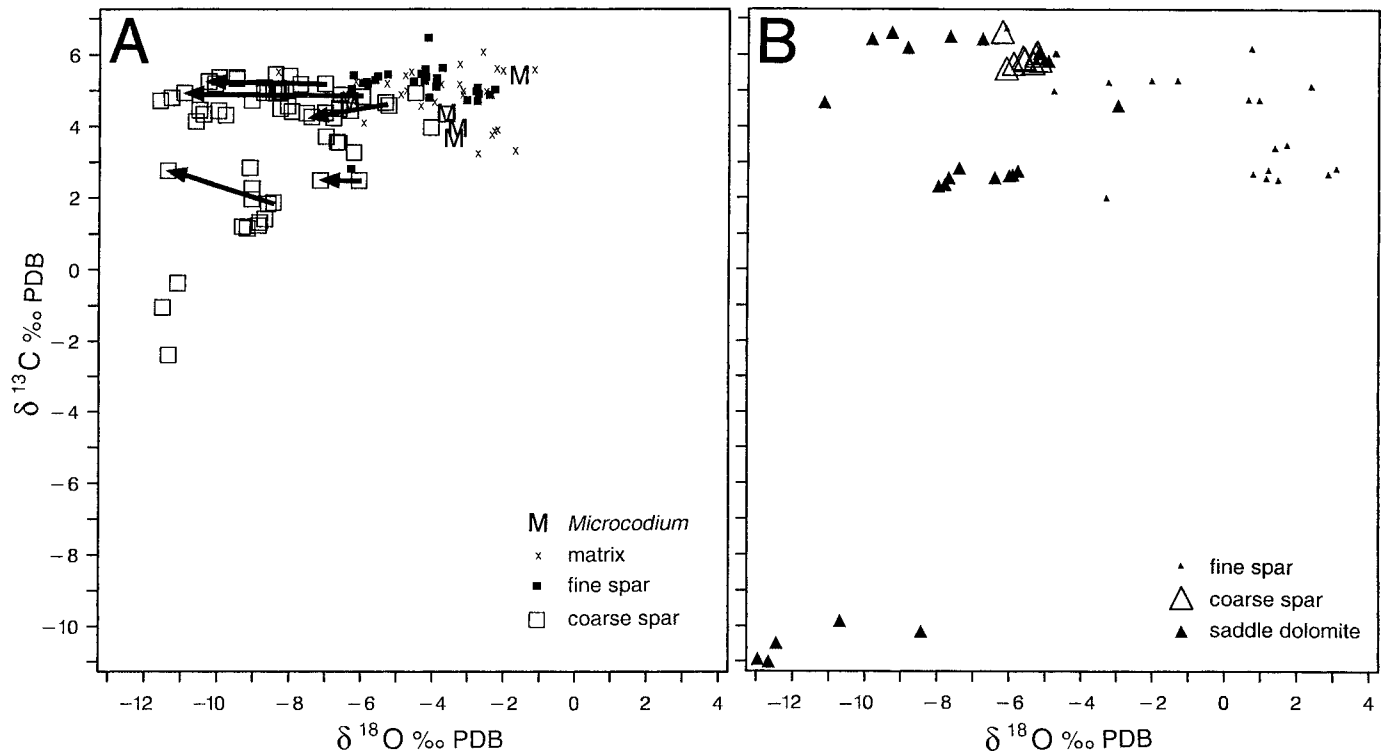 A
B
6
4
2
0
−2
−4
−6
−8
−10
δ 13C ‰ PDB
M
M
M
M
M Microcodium
x matrix
fine spar
coarse spar
fine spar
coarse spar
saddle dolomite
−12 −10 −8 −6 −4 −2 0 2 4
δ 18O ‰ PDB
−12 −10 −8 −6 −4 −2 0 2 4
δ 18O ‰ PDB